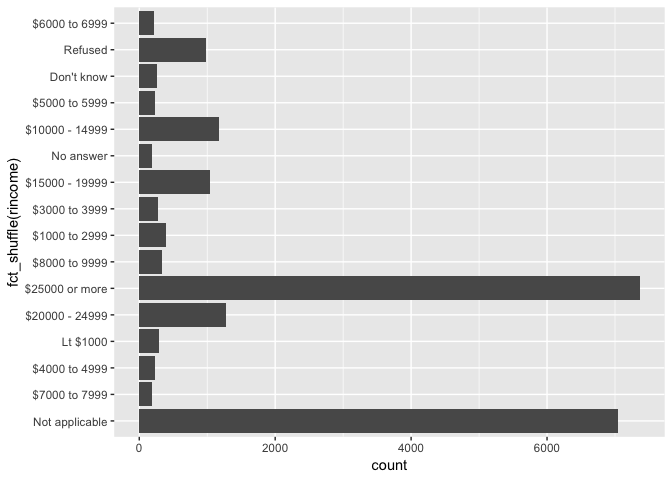 $6000 to 6999
Refused
Don't know
$5000 to 5999
$10000 - 14999
No answer
$15000 - 19999
$3000 to 3999
$1000 to 2999
$8000 to 9999
$25000 or more
$20000 - 24999
Lt $1000
$4000 to 4999
$7000 to 7999
Not applicable
fct_shuffle(rincome)
0 2000 4000 6000
count